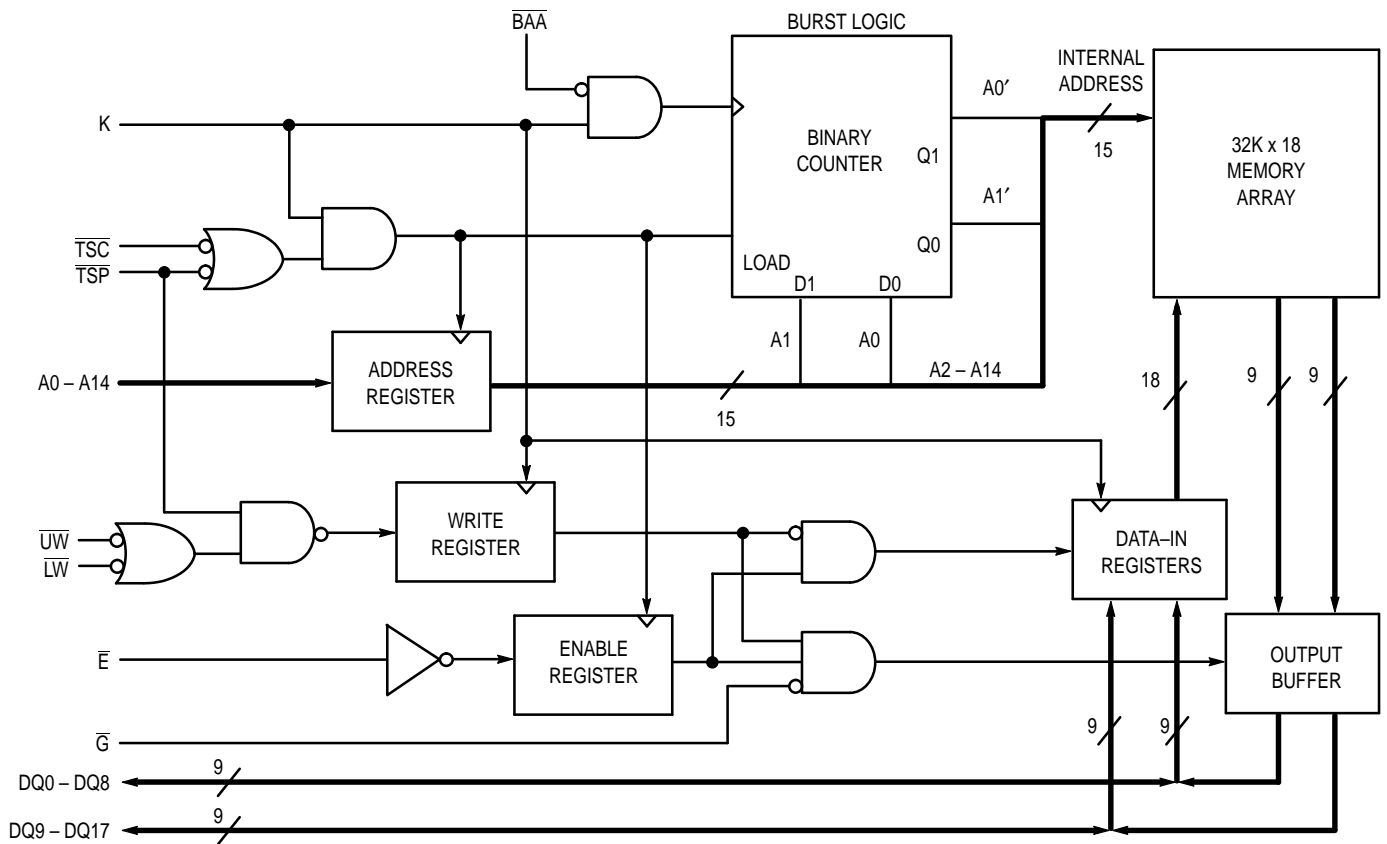 BAA
BURST LOGIC
INTERNAL
ADDRESS
A0′
K
15
BINARY
COUNTER
Q1
32K x 18
MEMORY
ARRAY
A1′
TSC
TSP
Q0
LOAD
D1
D0
A1
A0
ADDRESS
REGISTER
A0 – A14
A2 – A14
15
18
9
9
WRITE
REGISTER
UW
LW
DATA–IN
REGISTERS
E
ENABLE
REGISTER
OUTPUT
BUFFER
G
9
9
DQ0 – DQ8
9
DQ9 – DQ17
9